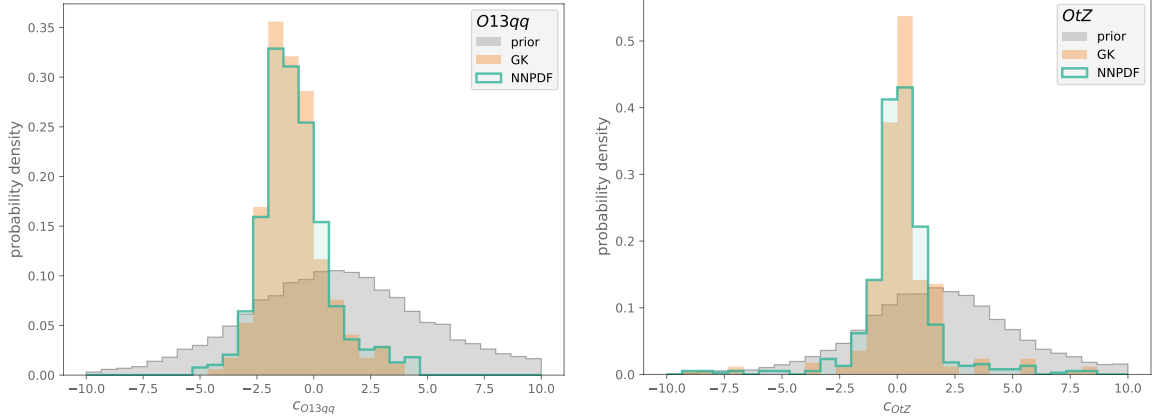 O13qq
prior
GK
NNPDF
probability density
0.35
0.30
0.25
0.20
0.15
0.10
0.05
0.00
−10.0 −7.5 −5.0 −2.5 0.0 2.5 5.0 7.5 10.0
cO13qq
OtZ
prior
GK
NNPDF
probability density
0.5
0.4
0.3
0.2
0.1
0.0
−10.0 −7.5 −5.0 −2.5 0.0 2.5 5.0 7.5 10.0
cOtZ